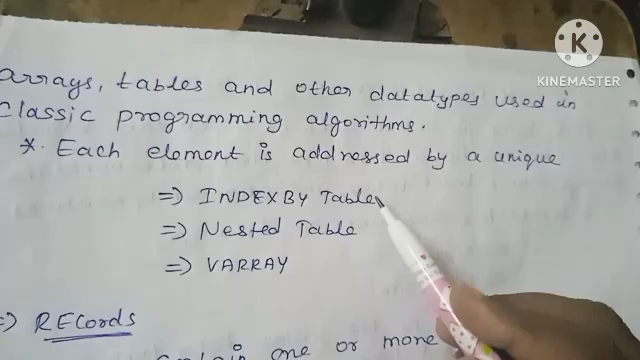 KINEMASTER
arrays, tables and other datatypes used in
Classic programming algorithms.
*. Each element is addressed by a unique
=> INDEXBY Table
=> Nested Table
=> VARRAY
=> RECords
one or more